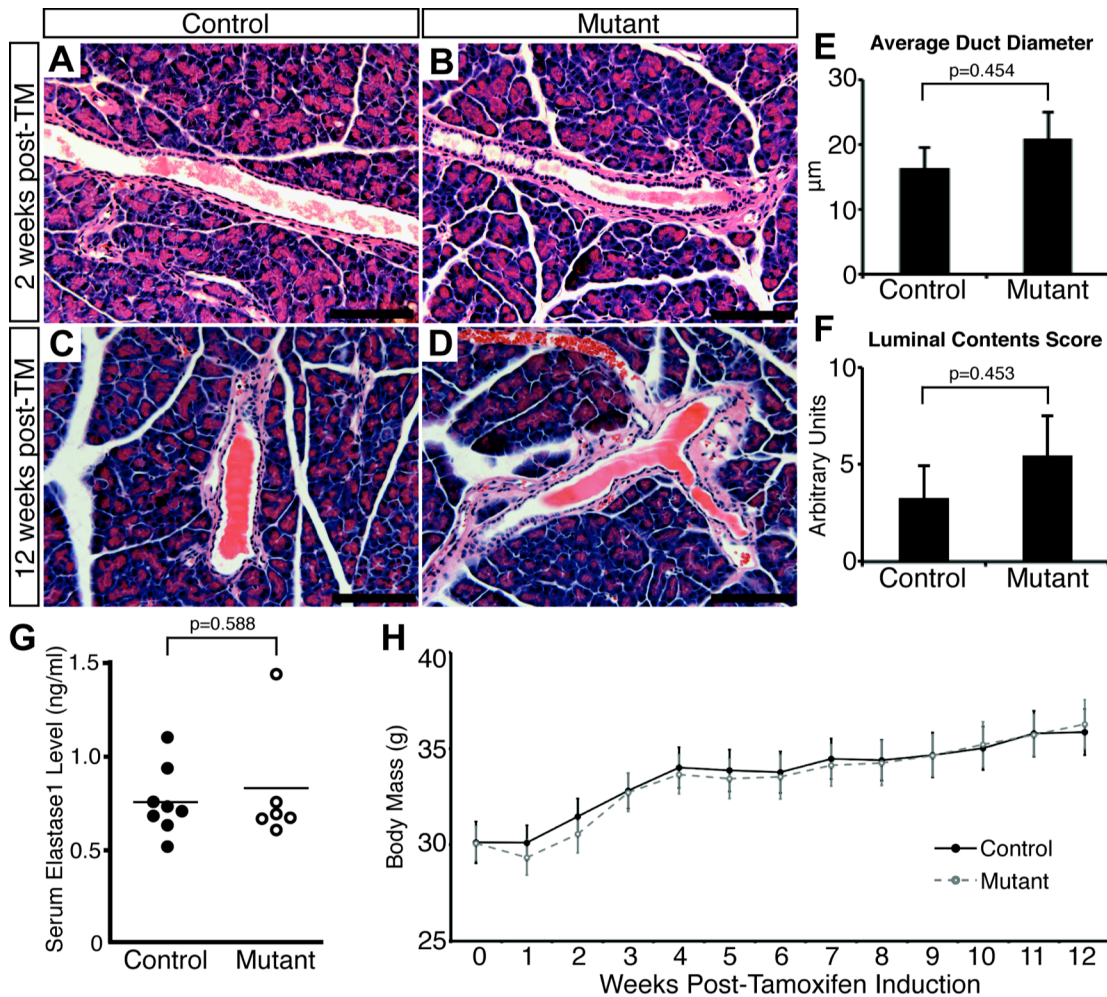 Control
Mutant
2 weeks post-TM
12 weeks post-TM
A
B
C
D
E
Average Duct Diameter
p=0.454
30
20
10
0
µm
Control
Mutant
F
Luminal Contents Score
p=0.453
10
5
0
Arbitrary Units
Control
Mutant
G
p=0.588
Serum Elastase1 Level (ng/ml)
1.5
1.0
0.5
0
Control
Mutant
H
Body Mass (g)
40
35
30
25
Control
Mutant
0 1 2 3 4 5 6 7 8 9 10 11 12
Weeks Post-Tamoxifen Induction